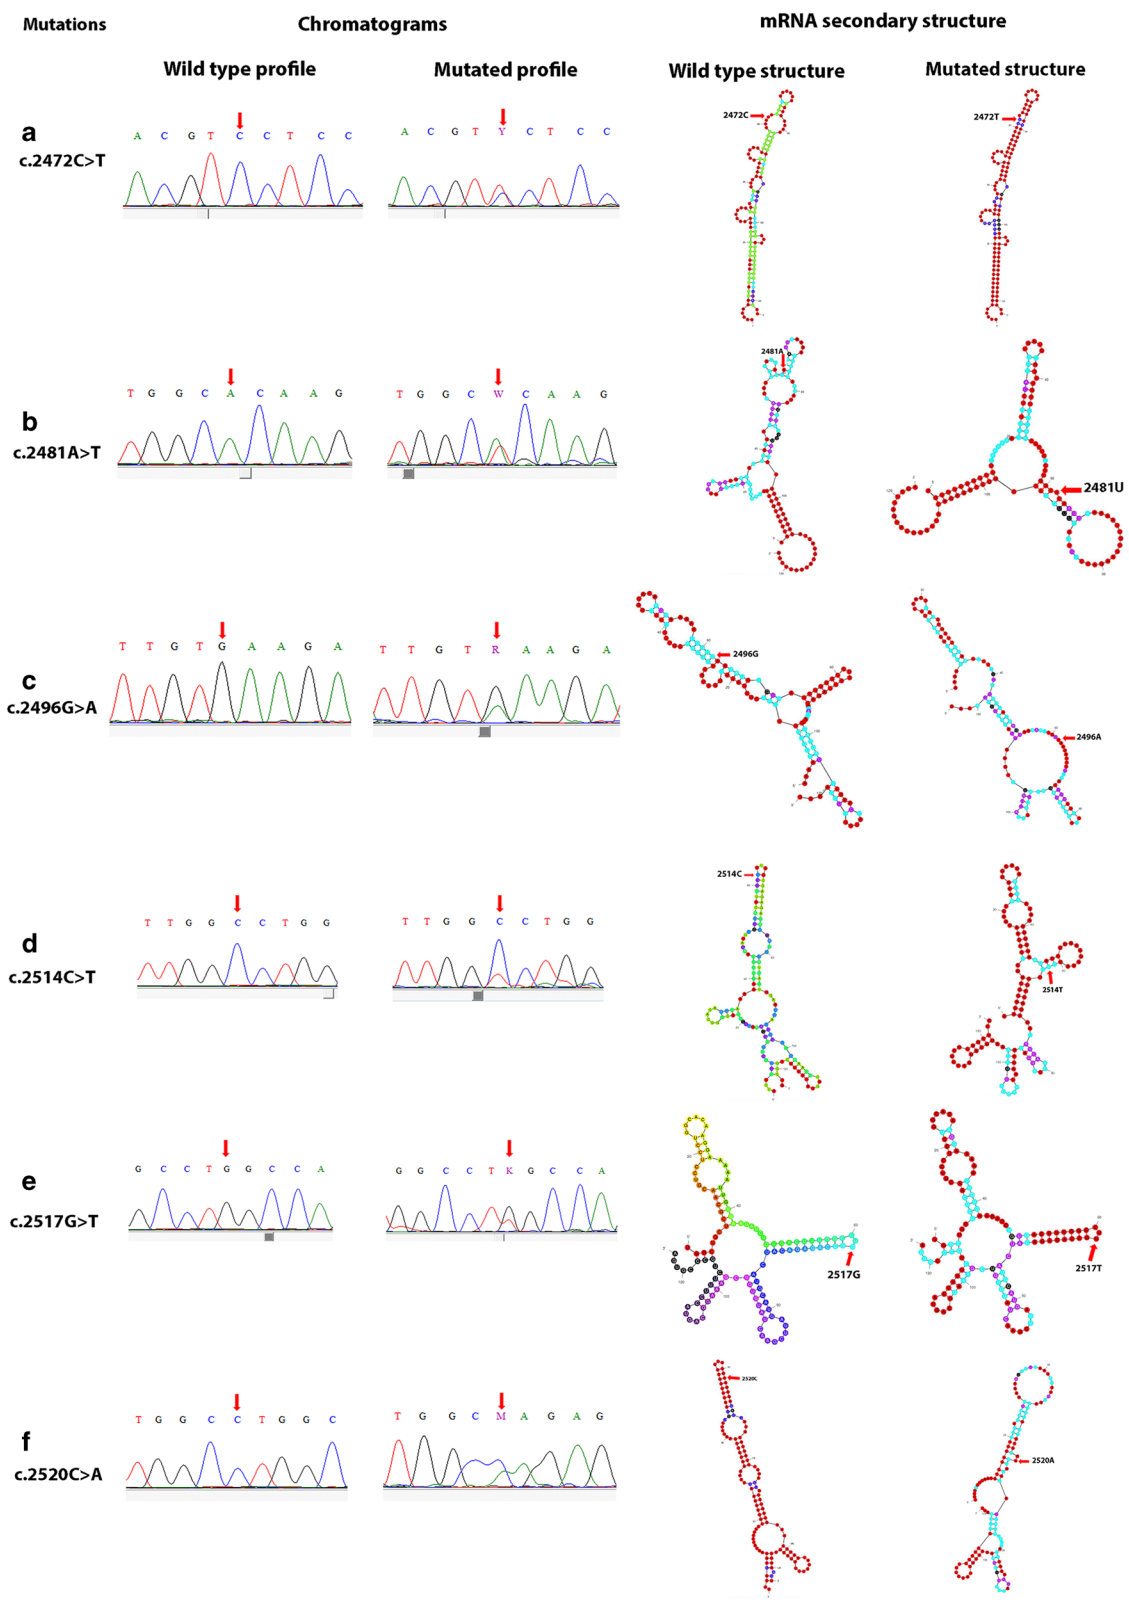 Mutations
Chromatograms
mRNA secondary structure
Wild type profile
Mutated profile
Wild type structure
Mutated structure
a
c.2472C>T
A C G T C C T C C
A C G T Y C T C C
2472C
2472T
b
c.2481A>T
T G G C A C A A G
T G G C W C A A G
2481A
2481U
c
c.2496G>A
T T G T G A A G A
T T G T R A A G A
2496G
2496A
d
c.2514C>T
T T G G C C T G G
T T G G C C T G G
2514C
2514T
e
c.2517G>T
G C C T G G C C A
G G C C T K G C C A
2517G
2517T
f
c.2520C>A
T G G C C T G G C
T G G C M A G A G
2520C
2520A